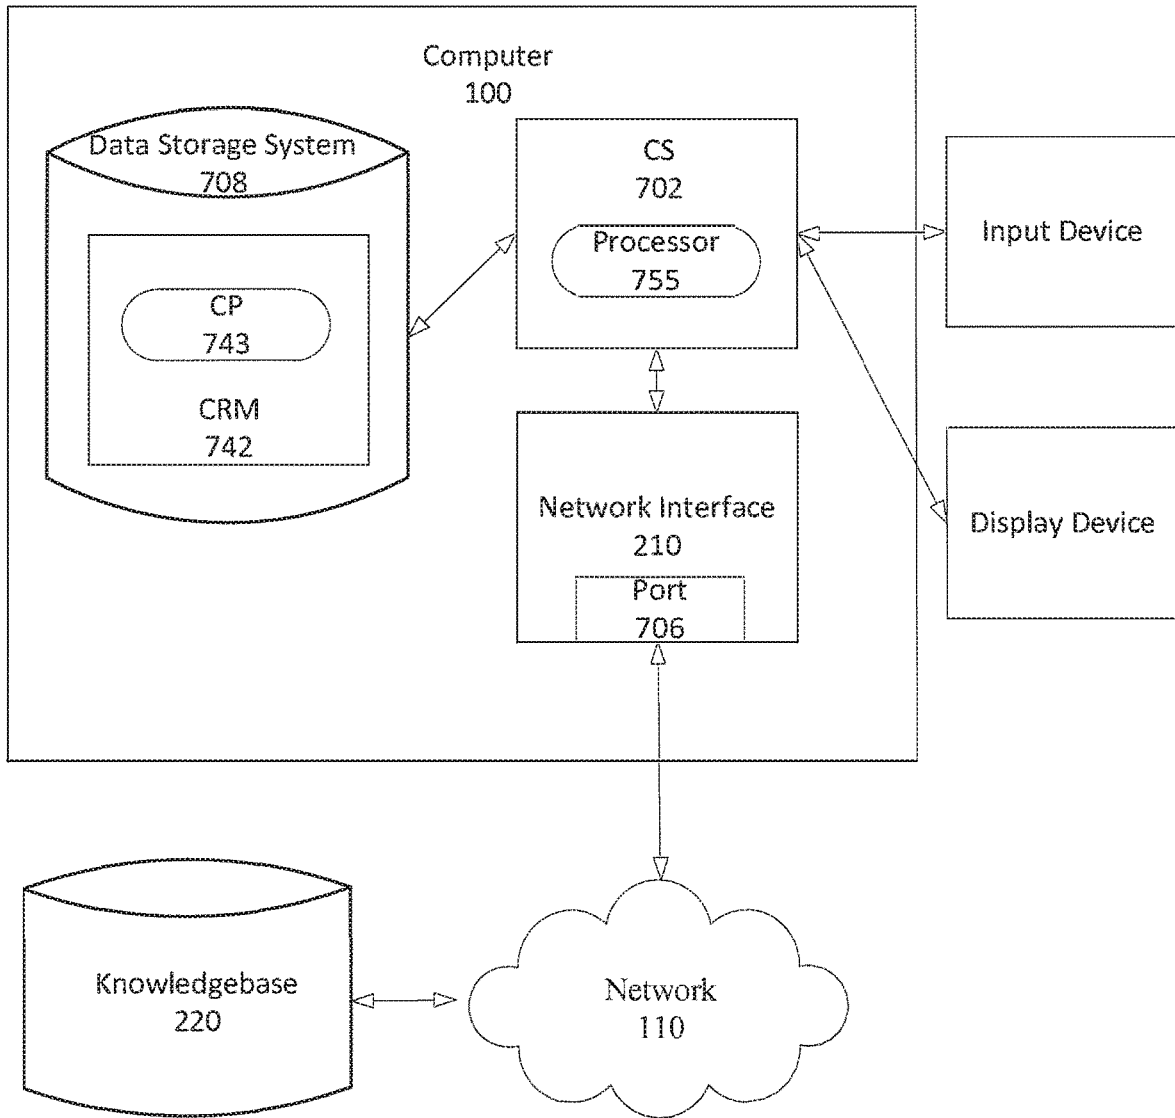 Computer
100
Data Storage System
708
CS
702
Processor
755
Input Device
CP
743
CRM
742
Network Interface
210
Port
706
Display Device
Knowledgebase
220
Network
110